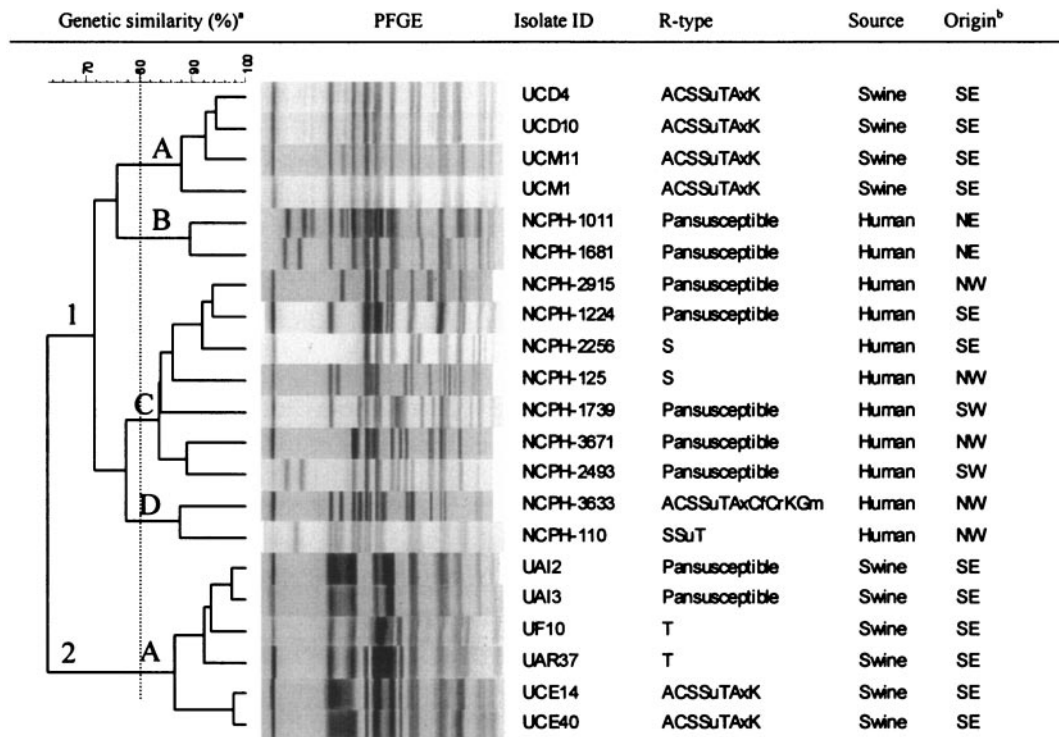 Genetic similarity (%)a PFGE Isolate ID R-type Source Originb
70 80 90 100
UCD4 ACSSuTAxK Swine SE
UCD10 ACSSuTAxK Swine SE
A UCM11 ACSSuTAxK Swine SE
UCM1 ACSSuTAxK Swine SE
B NCPH-1011 Pansusceptible Human NE
NCPH-1681 Pansusceptible Human NE
NCPH-2915 Pansusceptible Human NW
1 NCPH-1224 Pansusceptible Human SE
NCPH-2256 S Human SE
NCPH-125 S Human NW
C NCPH-1739 Pansusceptible Human SW
NCPH-3671 Pansusceptible Human NW
NCPH-2493 Pansusceptible Human SW
D NCPH-3633 ACSSuTAxCfCrKGm Human NW
NCPH-110 SSuT Human NW
UAI2 Pansusceptible Swine SE
UAI3 Pansusceptible Swine SE
UF10 T Swine SE
2 A UAR37 T Swine SE
UCE14 ACSSuTAxK Swine SE
UCE40 ACSSuTAxK Swine SE